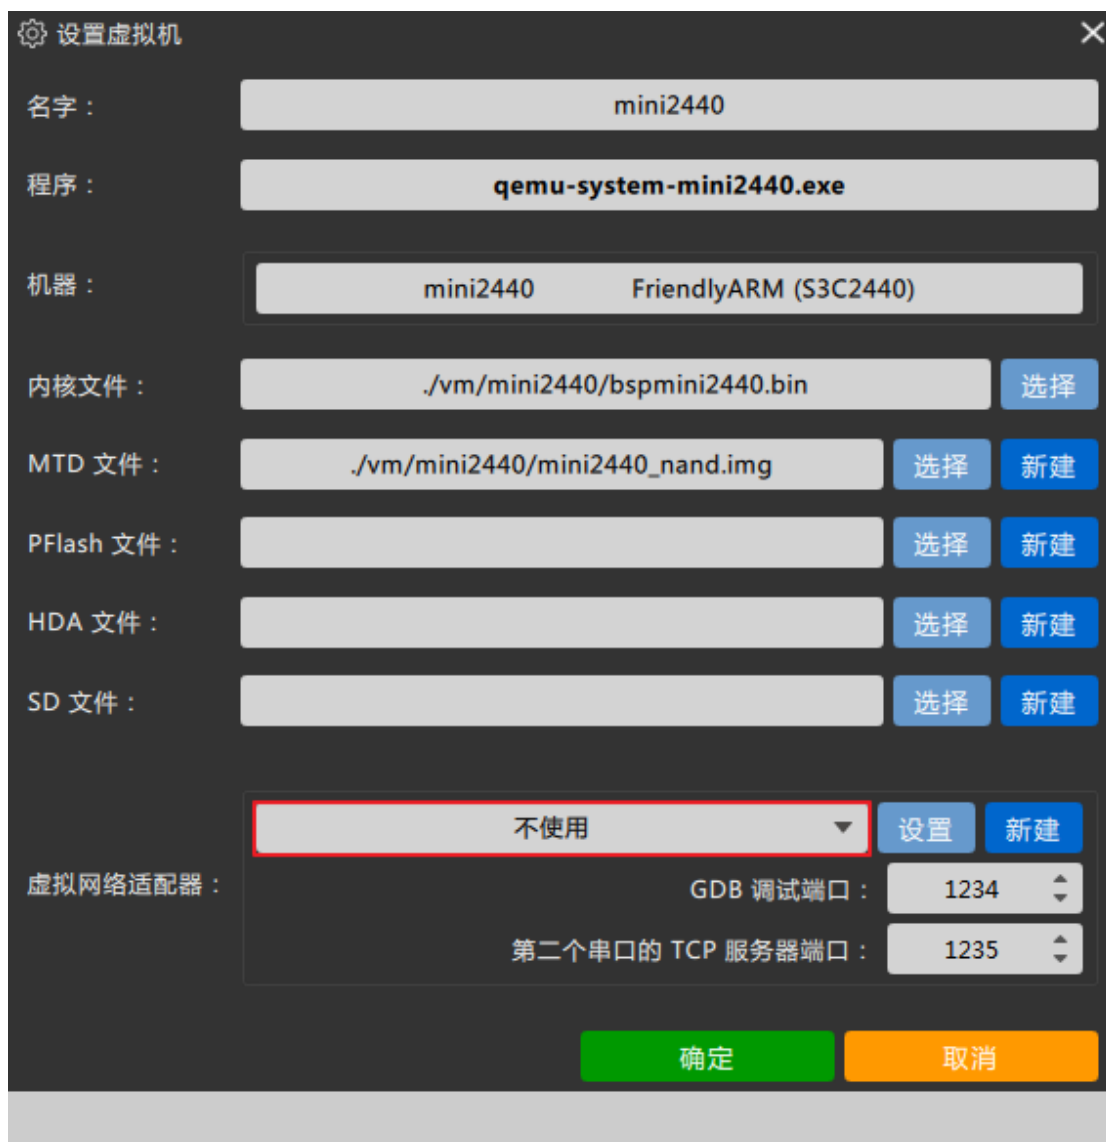 设置虚拟机
名字：
mini2440
程序：
qemu-system-mini2440.exe
机器：
mini2440 FriendlyARM (S3C2440)
内核文件：
./vm/mini2440/bspmini2440.bin
选择
MTD 文件：
./vm/mini2440/mini2440_nand.img
选择
新建
PFlash 文件：
选择
新建
HDA 文件：
选择
新建
SD 文件：
选择
新建
虚拟网络适配器：
不使用
设置
新建
GDB 调试端口：
1234
第二个串口的 TCP 服务器端口：
1235
确定
取消